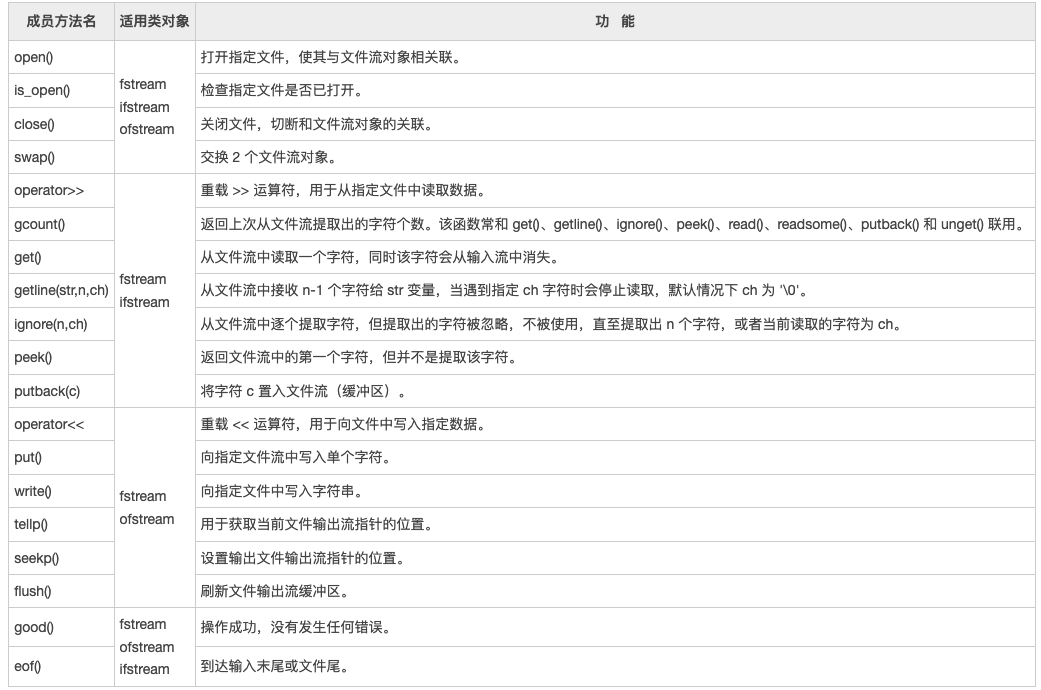 成员方法名 适用类对象 功 能
open() 打开指定文件，使其与文件流对象相关联。
fstream
is_open() 检查指定文件是否已打开。
ifstream
close() 关闭文件，切断和文件流对象的关联。
ofstream
swap() 交换 2 个文件流对象。
operator>> 重载 >> 运算符，用于从指定文件中读取数据。
gcount() 返回上次从文件流提取出的字符个数。该函数常和 get()、getline()、ignore()、peek()、read()、readsome()、putback() 和 unget() 联用。
get() 从文件流中读取一个字符，同时该字符会从输入流中消失。
fstream
getline(str,n,ch) 从文件流中接收 n-1 个字符给 str 变量，当遇到指定 ch 字符时会停止读取，默认情况下 ch 为 '\0'。
ifstream
ignore(n,ch) 从文件流中逐个提取字符，但提取出的字符被忽略，不被使用，直至提取出 n 个字符，或者当前读取的字符为 ch。
peek() 返回文件流中的第一个字符，但并不是提取该字符。
putback(c) 将字符 c 置入文件流（缓冲区）。
operator<< 重载 << 运算符，用于向文件中写入指定数据。
put() 向指定文件流中写入单个字符。
write() 向指定文件中写入字符串。
fstream
ofstream
tellp() 用于获取当前文件输出流指针的位置。
seekp() 设置输出文件输出流指针的位置。
flush() 刷新文件输出流缓冲区。
good() fstream 操作成功，没有发生任何错误。
ofstream
eof() ifstream 到达输入末尾或文件尾。